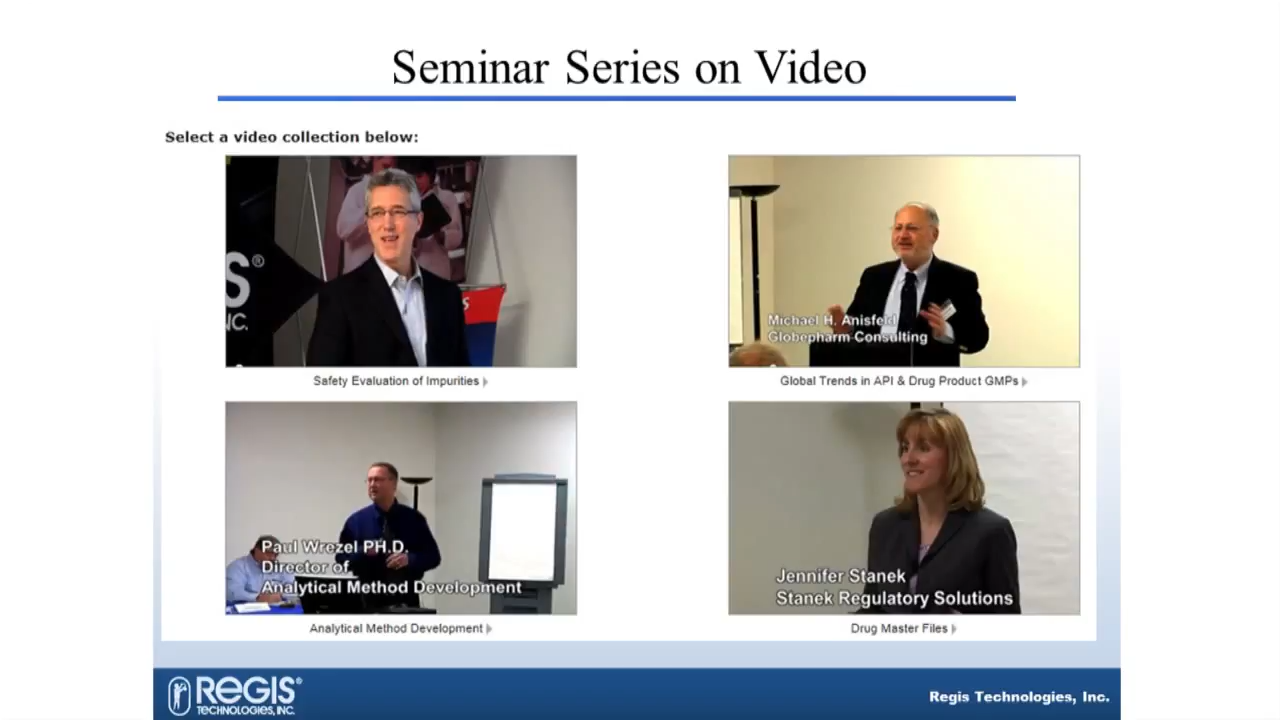 Seminar Series on Video
Select a video collection below:
S®
NC.
S
Safety Evaluation of Impurities
Michael H. Anisfeld
Globepharm Consulting
Global Trends in API & Drug Product GMPs
Paul Wrezel PH.D.
Director of
Analytical Method Development
Analytical Method Development
Jennifer Stanek
Stanek Regulatory Solutions
Drug Master Files
REGIS®
TECHNOLOGIES, INC.
Regis Technologies, Inc.